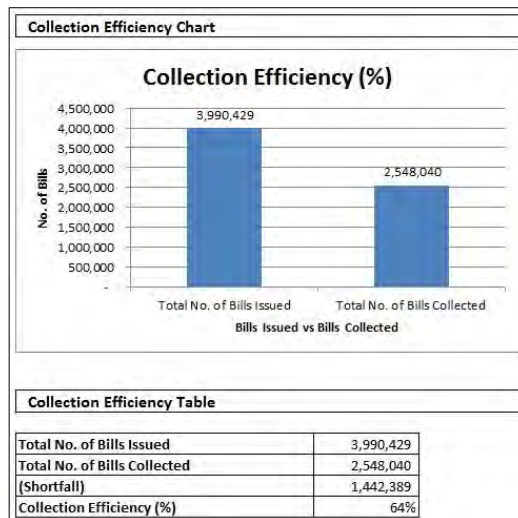 Collection Efficiency Chart
Collection Efficiency (%)
4,500,000
4,000,000
3,500,000
3,000,000
2,500,000
2,000,000
1,500,000
1,000,000
500,000
-
No. of Bills
3,990,429
2,548,040
Total No. of Bills Issued Total No. of Bills Collected
Bills Issued vs Bills Collected
Collection Efficiency Table
Total No. of Bills Issued 3,990,429
Total No. of Bills Collected 2,548,040
(Shortfall) 1,442,389
Collection Efficiency (%) 64%